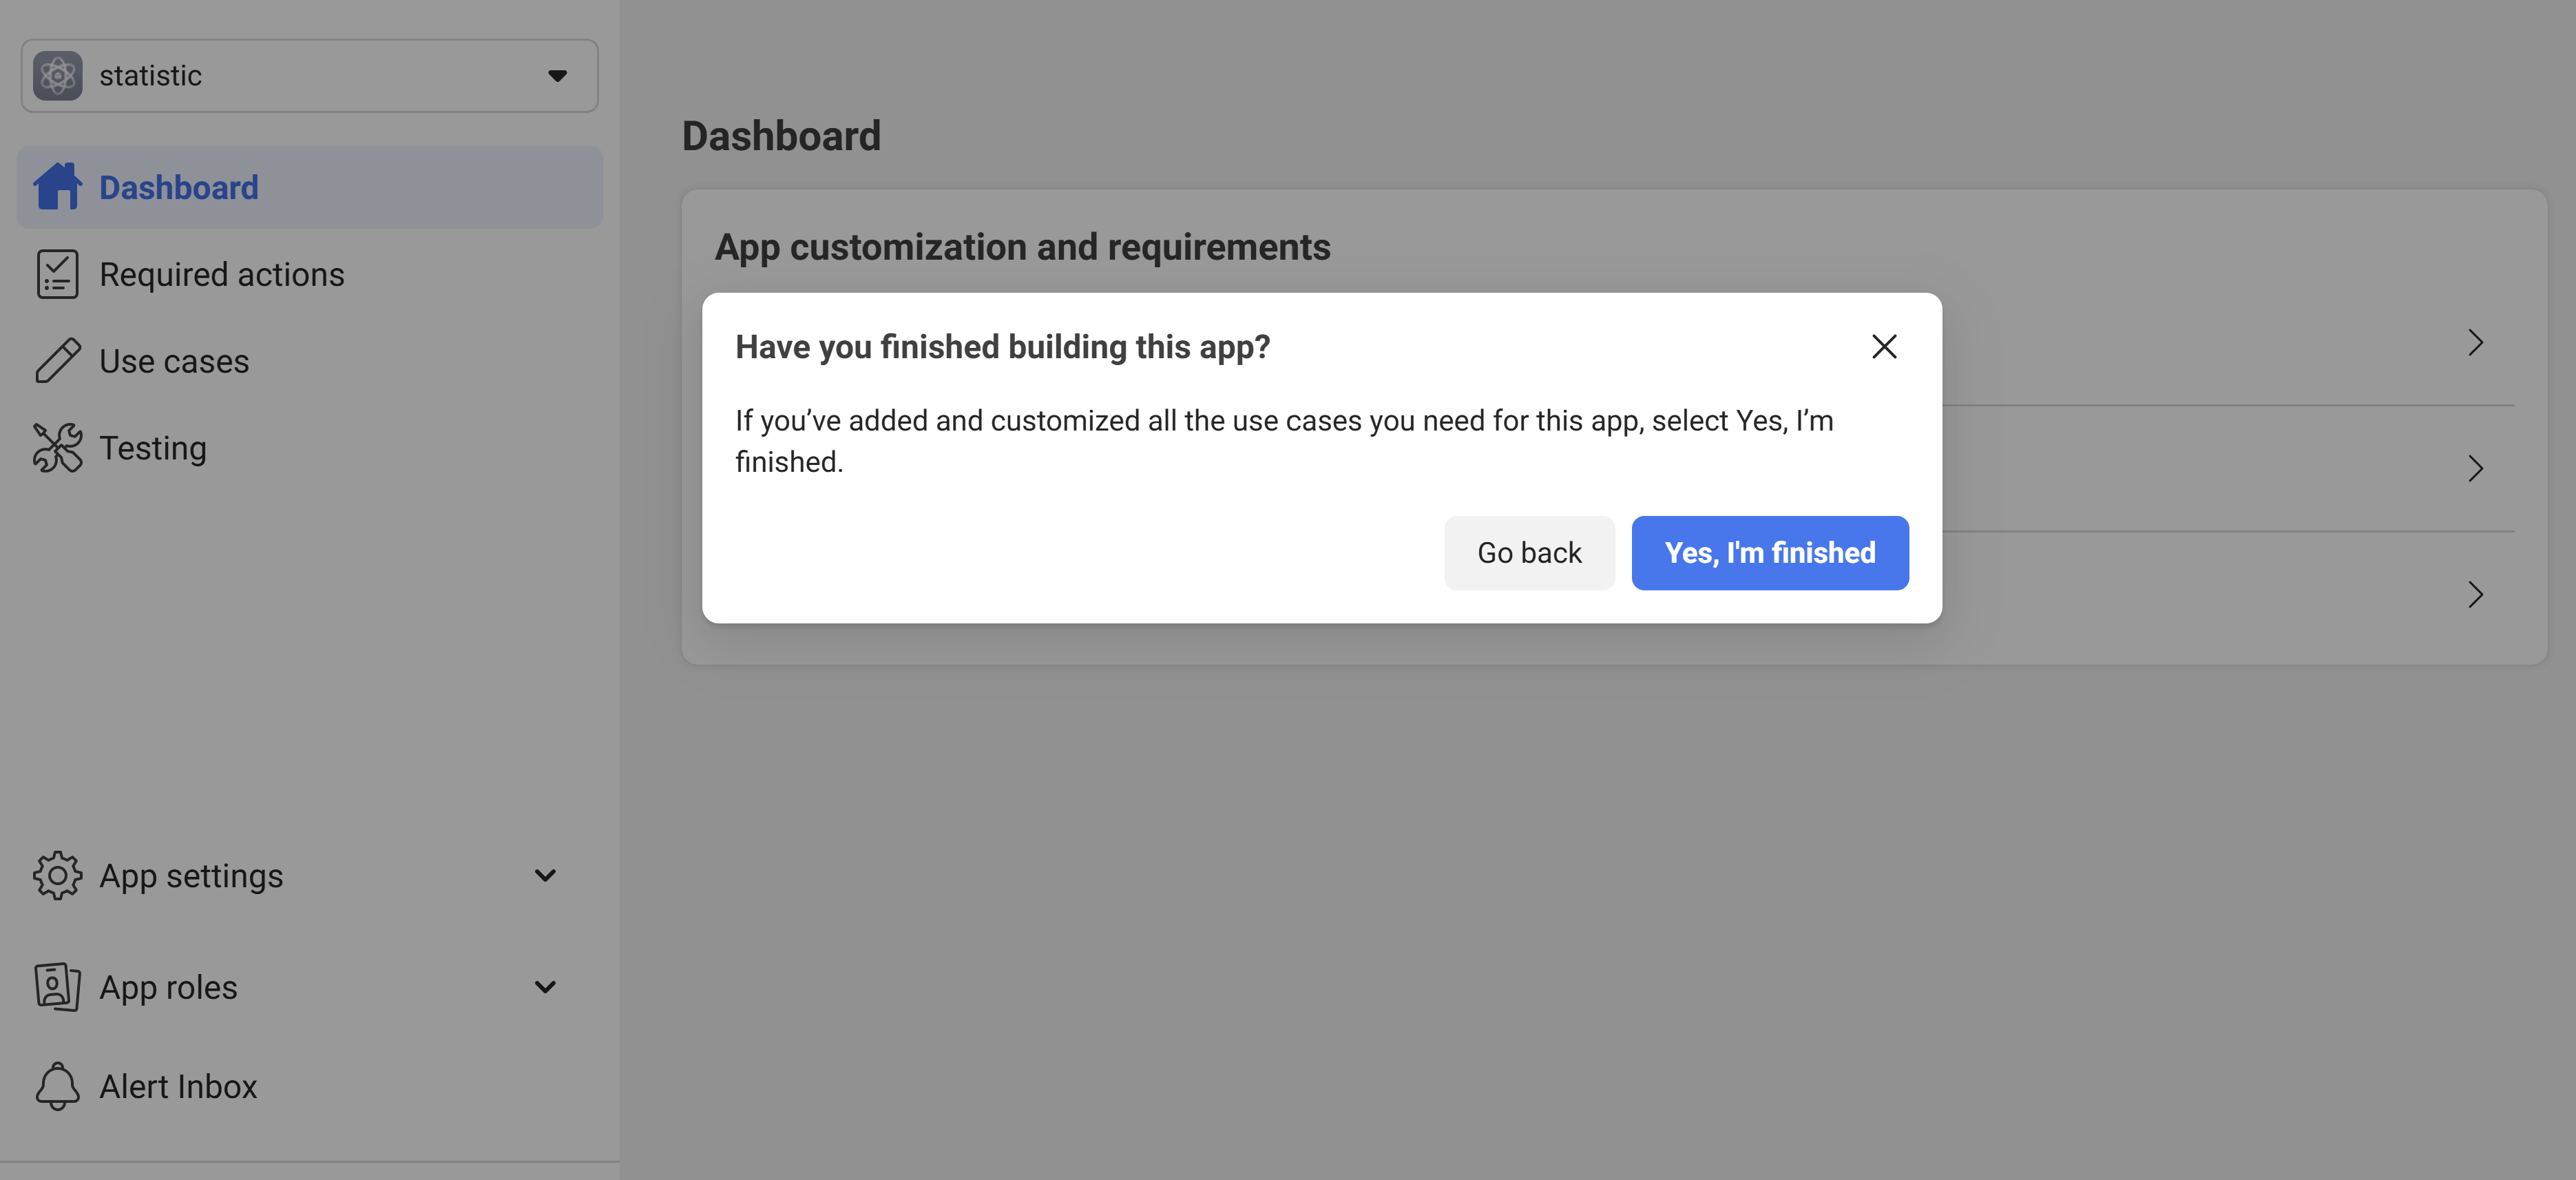 statistic
Dashboard
Required actions
Use cases
Testing
App settings
App roles
Alert Inbox
Dashboard
App customization and requirements
Have you finished building this app?
If you’ve added and customized all the use cases you need for this app, select Yes, I’m
finished.
Go back
Yes, I'm finished